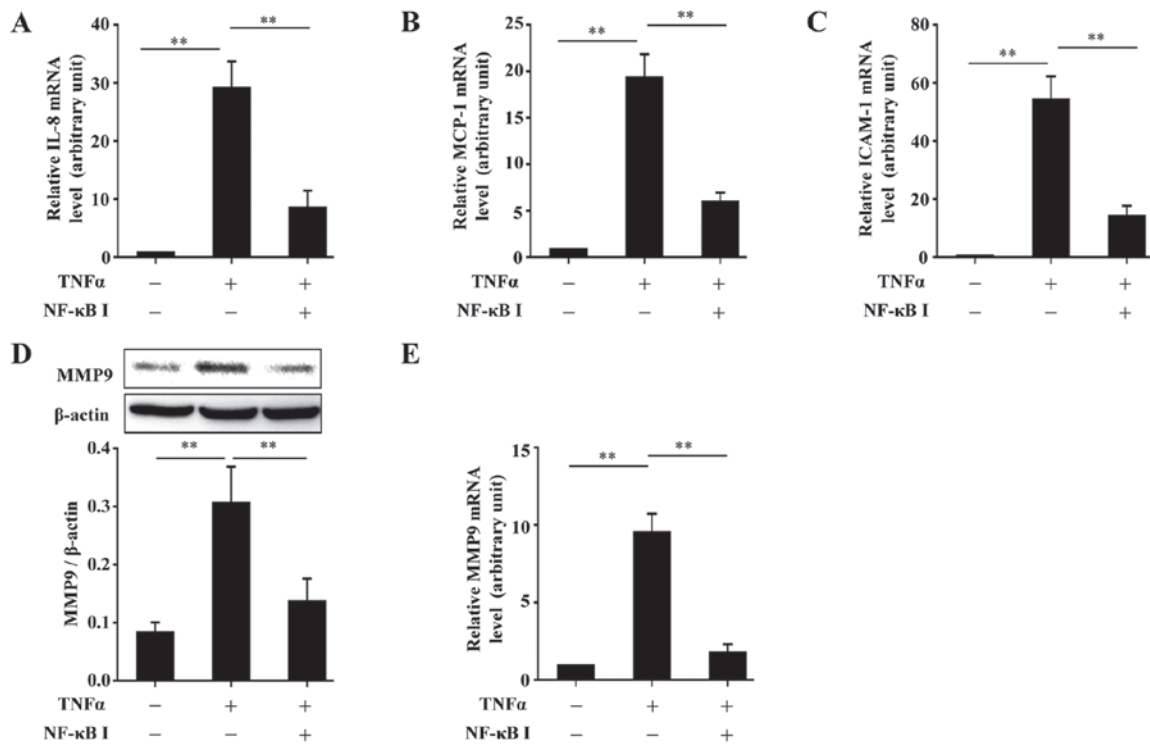 A
Relative IL-8 mRNA
level (arbitrary unit)
40
30
20
10
0
**
**
TNFα − + +
NF-κB I − − +
B
Relative MCP-1 mRNA
level (arbitrary unit)
25
20
15
10
5
0
**
**
TNFα − + +
NF-κB I − − +
C
Relative ICAM-1 mRNA
level (arbitrary unit)
80
60
40
20
0
**
**
TNFα − + +
NF-κB I − − +
D
MMP9
β-actin
MMP9 / β-actin
0.4
0.3
0.2
0.1
0.0
**
**
TNFα − + +
NF-κB I − − +
E
Relative MMP9 mRNA
level (arbitrary unit)
15
10
5
0
**
**
TNFα − + +
NF-κB I − − +